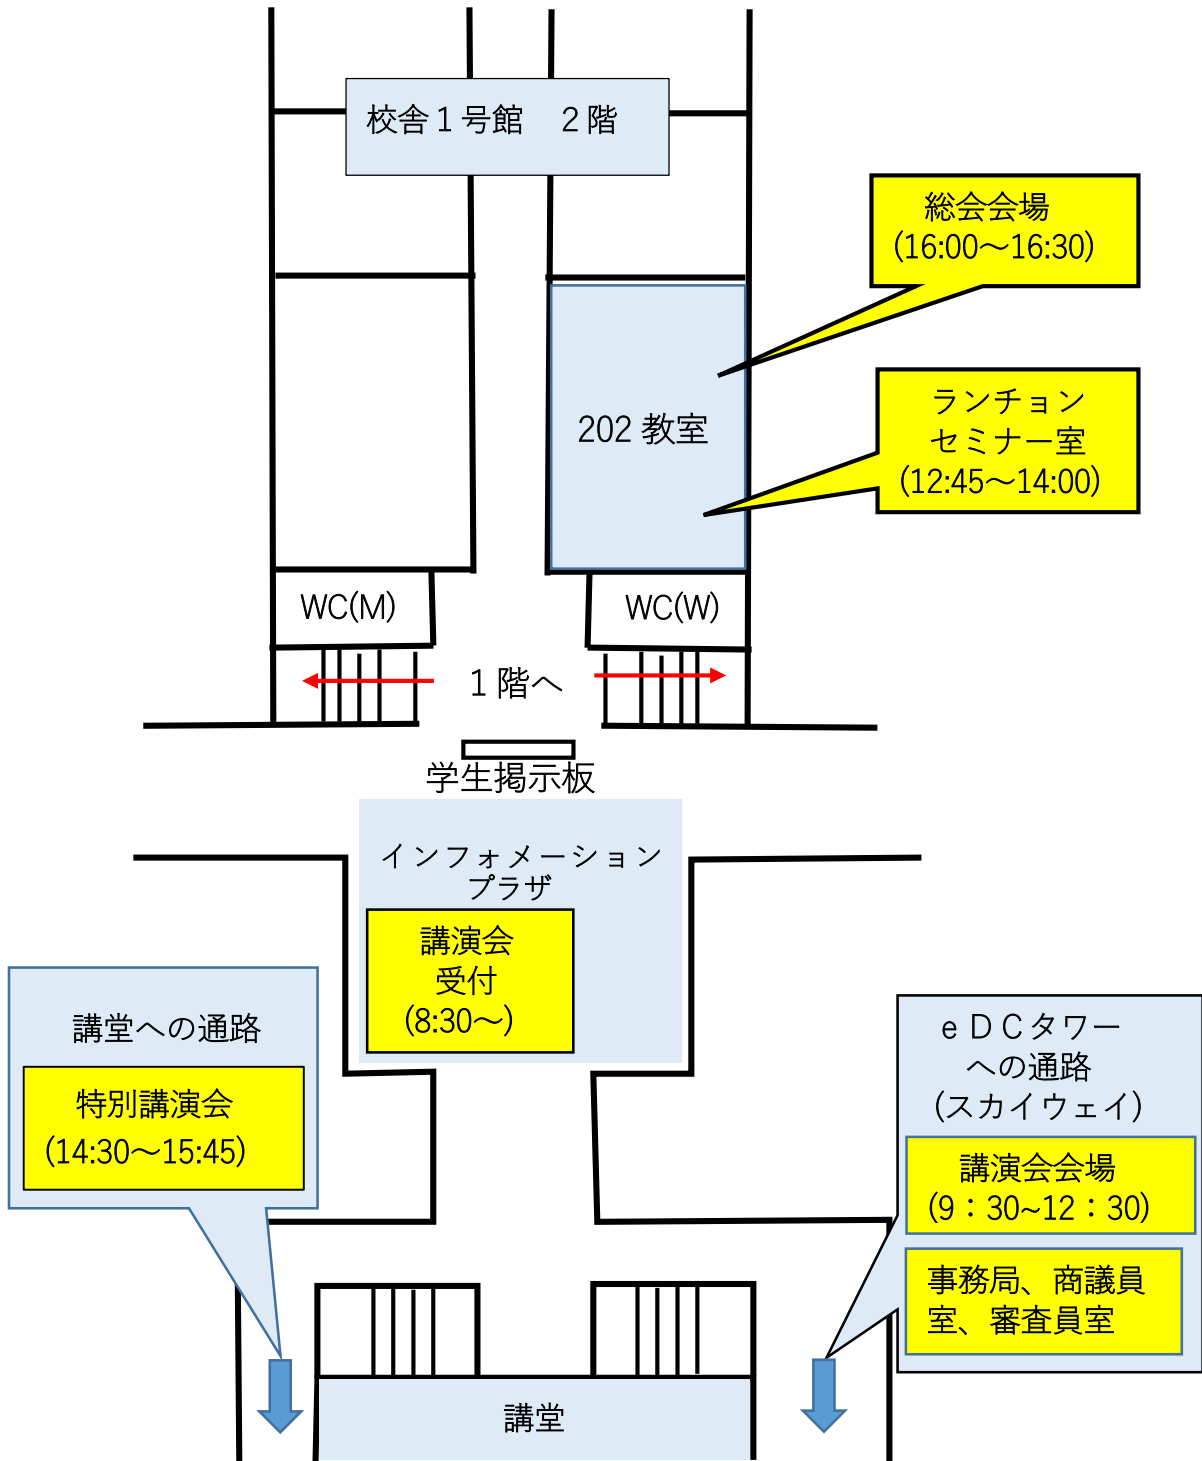 校舎１号館　２階
総会会場
(16:00～16:30)
ランチョン
セミナー室
(12:45～14:00)
202 教室
WC(M)
WC(W)
１階へ
学生掲示板
インフォメーション
プラザ
講演会
受付
(8:30～)
講堂への通路
特別講演会
(14:30～15:45)
ｅＤＣタワー
への通路
(スカイウェイ)
講演会会場
(9：30~12：30)
事務局、商議員
室、審査員室
講堂